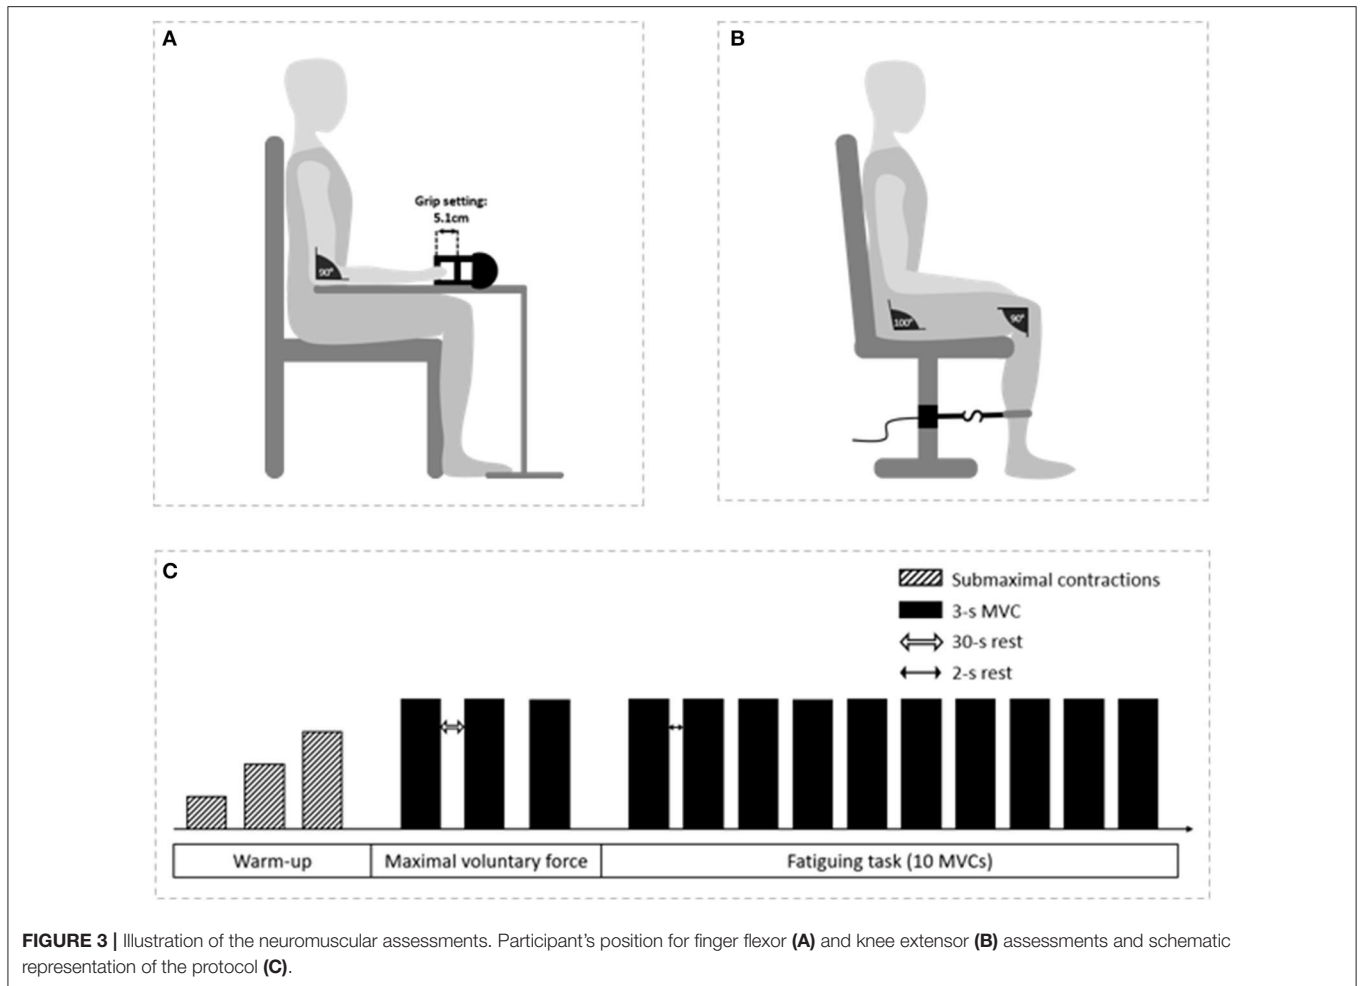 A
Grip setting:
5.1cm
90°
B
100°
90°
C
Submaximal contractions
3-s MVC
30-s rest
2-s rest
Warm-up
Maximal voluntary force
Fatiguing task (10 MVCs)
FIGURE 3 | Illustration of the neuromuscular assessments. Participant's position for finger flexor (A) and knee extensor (B) assessments and schematic
representation of the protocol (C).